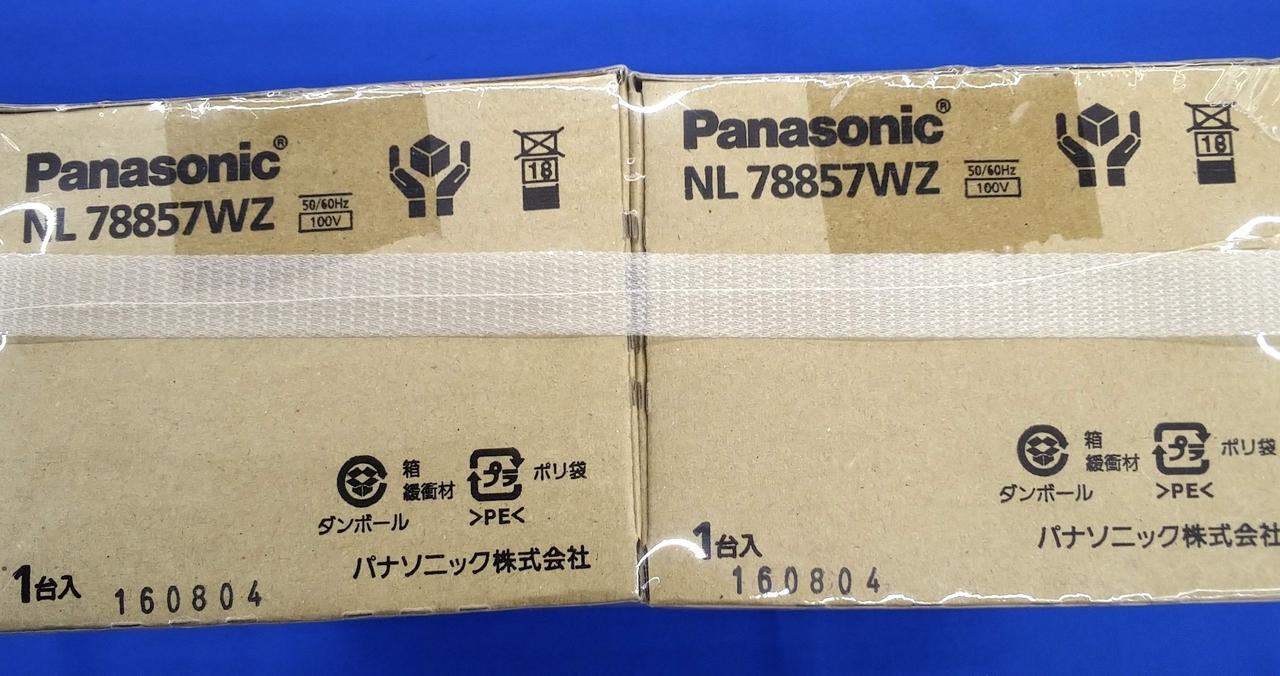 Panasonic®
NL 78857WZ
50/60Hz
100V
18
箱
緩衝材
ダンボール
プラ
ポリ袋
>PE<
パナソニック株式会社
1台入
160804
Panasonic®
NL 78857WZ
50/60Hz
100V
18
箱
緩衝材
ダンボール
プラ
ポリ袋
>PE<
パナソニック株式会社
1台入
160804